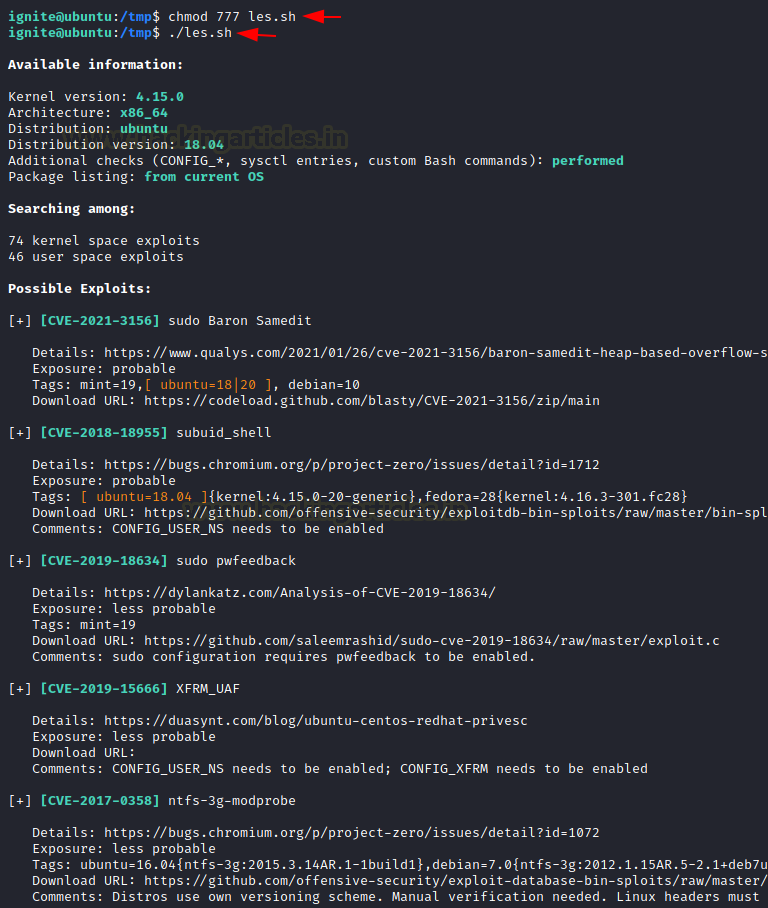 ignite@ubuntu:/tmp$ chmod 777 les.sh
ignite@ubuntu:/tmp$ ./les.sh
Available information:
Kernel version: 4.15.0
Architecture: x86_64
Distribution: ubuntu
Distribution version: 18.04
Additional checks (CONFIG_*, sysctl entries, custom Bash commands): performed
Package listing: from current OS
Searching among:
74 kernel space exploits
46 user space exploits
Possible Exploits:
[+] [CVE-2021-3156] sudo Baron Samedit
Details: https://www.qualys.com/2021/01/26/cve-2021-3156/baron-samedit-heap-based-overflow-s
Exposure: probable
Tags: mint=19,[ ubuntu=18|20 ], debian=10
Download URL: https://codeload.github.com/blasty/CVE-2021-3156/zip/main
[+] [CVE-2018-18955] subuid_shell
Details: https://bugs.chromium.org/p/project-zero/issues/detail?id=1712
Exposure: probable
Tags: [ ubuntu=18.04 ]{kernel:4.15.0-20-generic},fedora=28{kernel:4.16.3-301.fc28}
Download URL: https://github.com/offensive-security/exploitdb-bin-sploits/raw/master/bin-spl
Comments: CONFIG_USER_NS needs to be enabled
[+] [CVE-2019-18634] sudo pwfeedback
Details: https://dylankatz.com/Analysis-of-CVE-2019-18634/
Exposure: less probable
Tags: mint=19
Download URL: https://github.com/saleemrashid/sudo-cve-2019-18634/raw/master/exploit.c
Comments: sudo configuration requires pwfeedback to be enabled.
[+] [CVE-2019-15666] XFRM_UAF
Details: https://duasynt.com/blog/ubuntu-centos-redhat-privesc
Exposure: less probable
Download URL:
Comments: CONFIG_USER_NS needs to be enabled; CONFIG_XFRM needs to be enabled
[+] [CVE-2017-0358] ntfs-3g-modprobe
Details: https://bugs.chromium.org/p/project-zero/issues/detail?id=1072
Exposure: less probable
Tags: ubuntu=16.04{ntfs-3g:2015.3.14AR.1-1build1},debian=7.0{ntfs-3g:2012.1.15AR.5-2.1+deb7u
Download URL: https://github.com/offensive-security/exploit-database-bin-sploits/raw/master/
Comments: Distros use own versioning scheme. Manual verification needed. Linux headers must